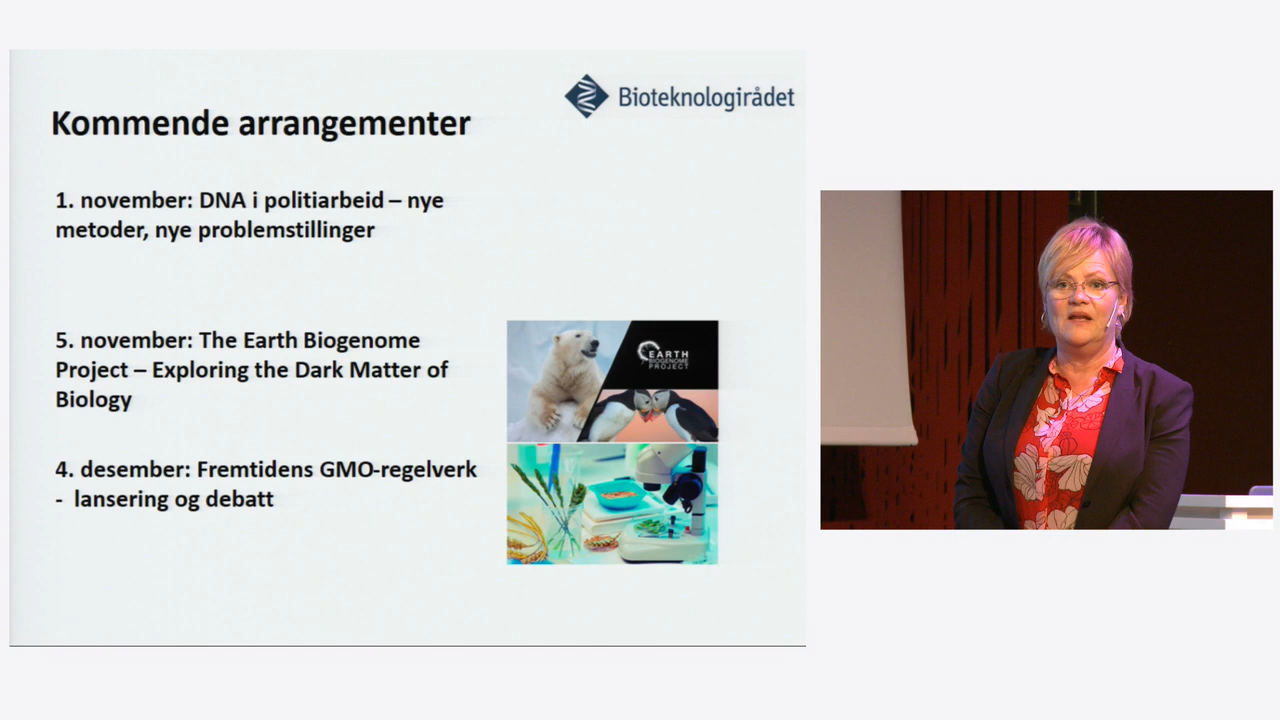 Bioteknologirådet
Kommende arrangementer
1. november: DNA i politiarbeid – nye
metoder, nye problemstillinger
5. november: The Earth Biogenome
Project – Exploring the Dark Matter of
Biology
EARTH
BIOGENOME
PROJECT
4. desember: Fremtidens GMO-regelverk
- lansering og debatt